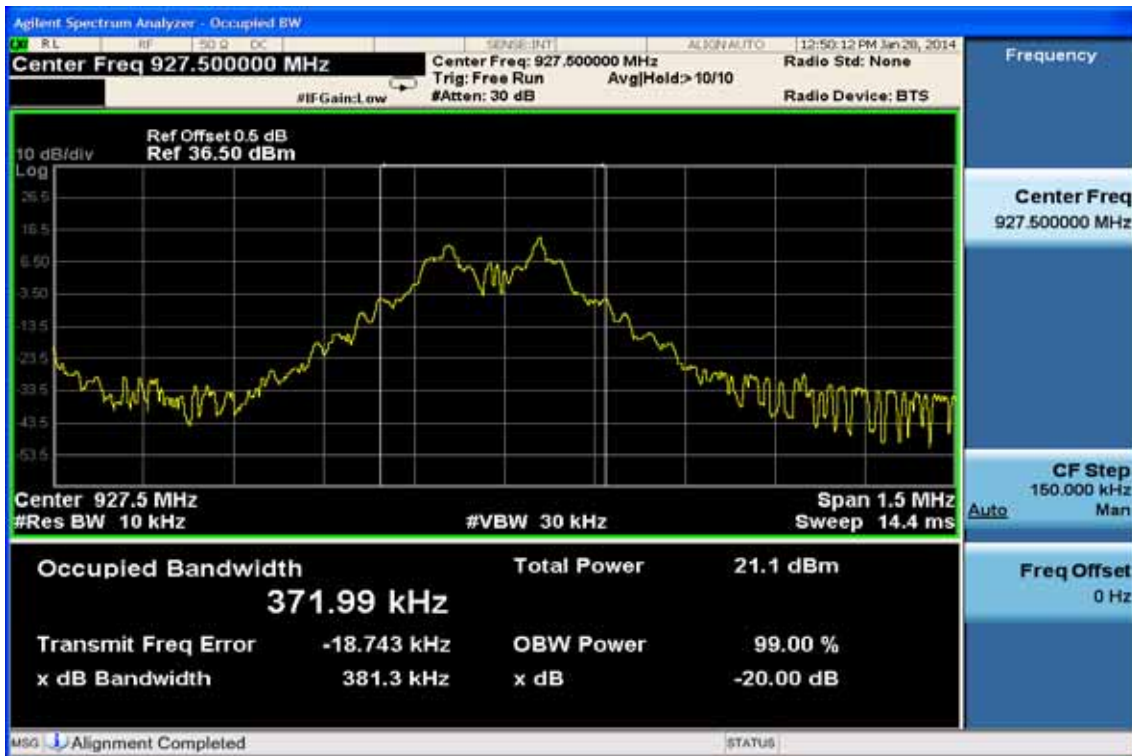 Agilent Spectrum Analyzer - Occupied BW
LXI RL RF 50 Ω DC SENSE:INT ALIGN AUTO 12:50:12 PM Jan 28, 2014
Center Freq 927.500000 MHz
Center Freq: 927.500000 MHz
Radio Std: None
Trig: Free Run Avg|Hold:> 10/10
#IFGain:Low
#Atten: 30 dB
Radio Device: BTS
Ref Offset 0.5 dB
10 dB/div Ref 36.50 dBm
Log
26.5
16.5
6.50
-3.50
-13.5
-23.5
-33.5
-43.5
-53.5
Center 927.5 MHz Span 1.5 MHz
#Res BW 10 kHz #VBW 30 kHz Sweep 14.4 ms
Occupied Bandwidth Total Power 21.1 dBm
371.99 kHz
Transmit Freq Error -18.743 kHz OBW Power 99.00 %
x dB Bandwidth 381.3 kHz x dB -20.00 dB
MSG Alignment Completed STATUS
Frequency
Center Freq
927.500000 MHz
CF Step
150.000 kHz
Auto Man
Freq Offset
0 Hz